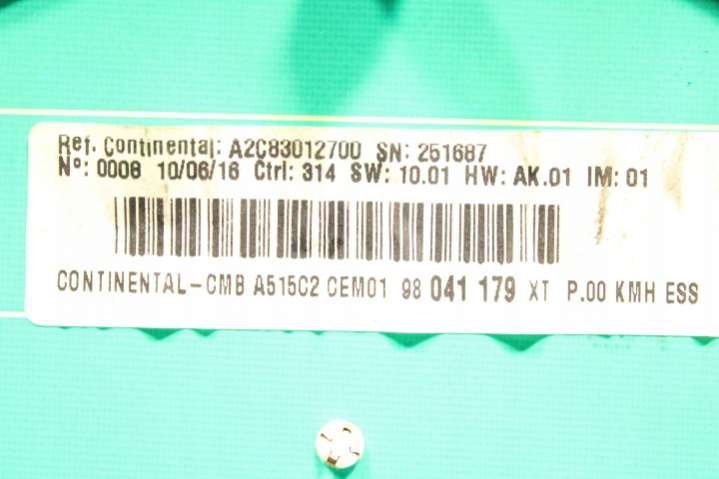 Ref. Continental: A2C83012700 SN: 251687
Nº: 0008 10/06/16 Ctrl: 314 SW: 10.01 HW: AK.01 IM: 01
CONTINENTAL-CMB A515C2 CEM01 98 041 179 XT P.00 KMH ESS